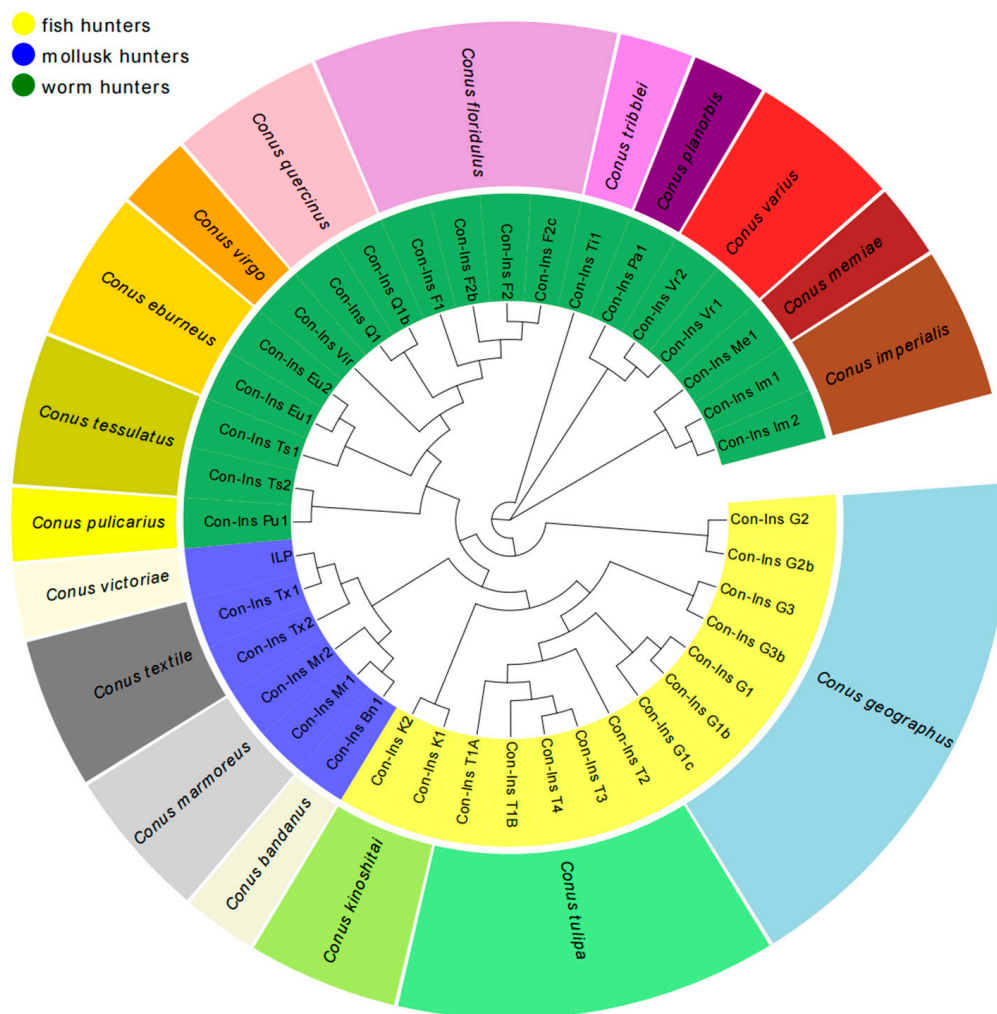 fish hunters
mollusk hunters
worm hunters
Conus floridulus
Conus tribblei
Conus planorbis
Conus varius
Conus memiae
Conus imperialis
Conus geographus
Conus tulipa
Conus kinoshitai
Conus bandanus
Conus marmoreus
Conus textile
Conus victoriae
Conus pulicarius
Conus tessulatus
Conus eburneus
Conus virgo
Conus quercinus
Con-Ins F1
Con-Ins F2b
Con-Ins F2
Con-Ins F2c
Con-Ins Ti1
Con-Ins Pa1
Con-Ins Vr2
Con-Ins Vr1
Con-Ins Me1
Con-Ins Im1
Con-Ins Im2
Con-Ins G2
Con-Ins G2b
Con-Ins G3
Con-Ins G3b
Con-Ins G1
Con-Ins G1b
Con-Ins G1c
Con-Ins T2
Con-Ins T3
Con-Ins T4
Con-Ins T1B
Con-Ins T1A
Con-Ins K1
Con-Ins K2
Con-Ins Bn1
Con-Ins Mr1
Con-Ins Mr2
Con-Ins Tx2
Con-Ins Tx1
ILP
Con-Ins Pu1
Con-Ins Ts2
Con-Ins Ts1
Con-Ins Eu1
Con-Ins Eu2
Con-Ins Vir
Con-Ins Q1
Con-Ins Q1b